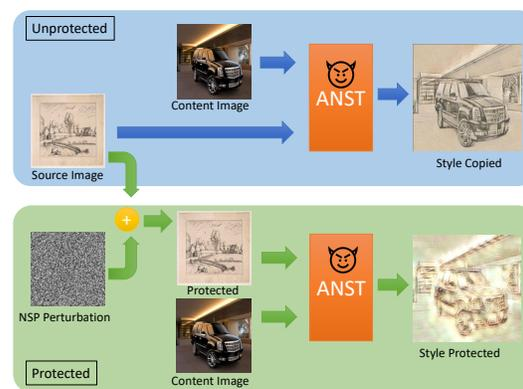 Unprotected
Content Image
ANST
Source Image
Style Copied
+
NSP Perturbation
Protected
ANST
Content Image
Style Protected
Protected